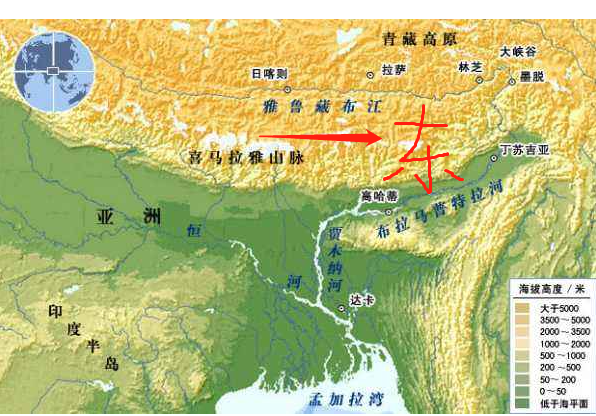 青藏高原
大峡谷
拉萨
林芝
日喀则
墨脱
雅鲁藏布江
东
丁苏吉亚
喜马拉雅山脉
高哈蒂
布拉马普特拉河
亚洲
恒
贾木纳河
河
达卡
印度半岛
孟加拉湾
海拔高度/米
大于5000
3500~5000
2000~3500
1000~2000
500~1000
200~500
50~200
0~50
低于海平面